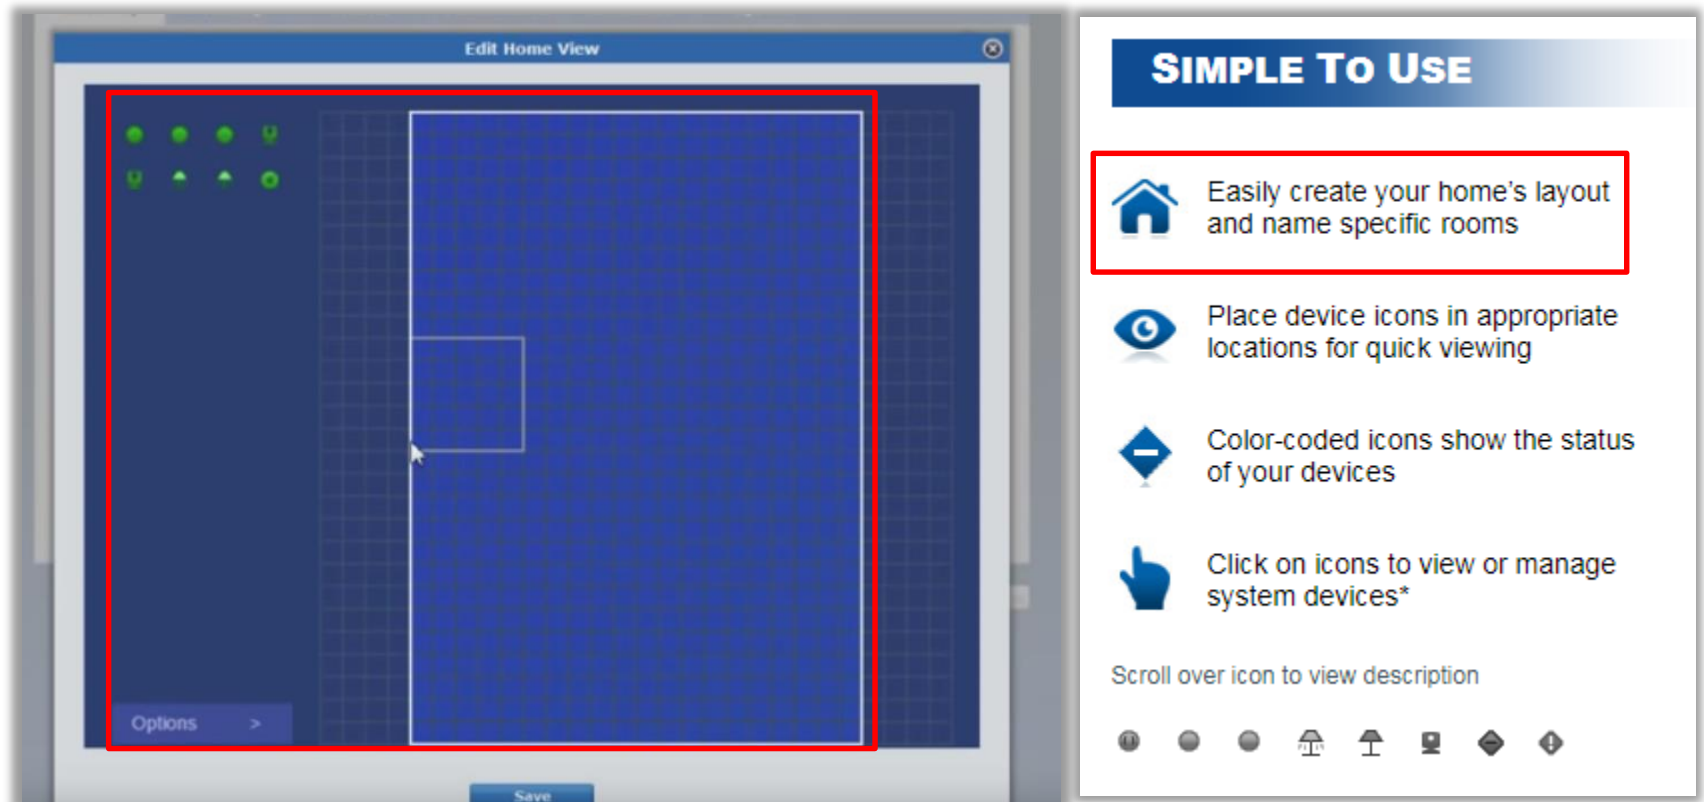 Edit Home View
Options >
Save
SIMPLE TO USE
Easily create your home's layout
and name specific rooms
Place device icons in appropriate
locations for quick viewing
Color-coded icons show the status
of your devices
Click on icons to view or manage
system devices*
Scroll over icon to view description